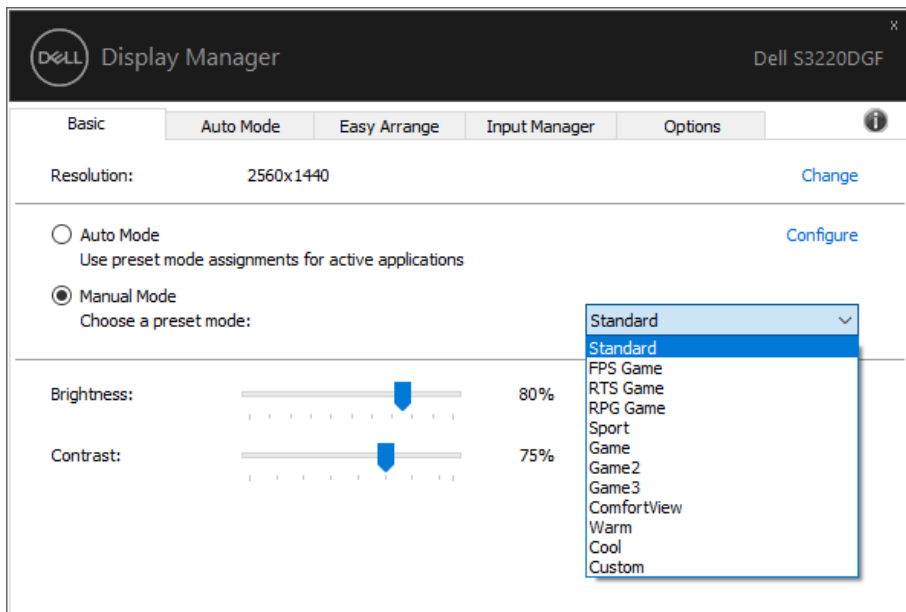 x
DELL Display Manager Dell S3220DGF
Basic Auto Mode Easy Arrange Input Manager Options i
Resolution: 2560x1440 Change
Auto Mode Configure
Use preset mode assignments for active applications
Manual Mode
Choose a preset mode: Standard
Standard
FPS Game
RTS Game
RPG Game
Sport
Game
Game2
Game3
ComfortView
Warm
Cool
Custom
Brightness: 80%
Contrast: 75%